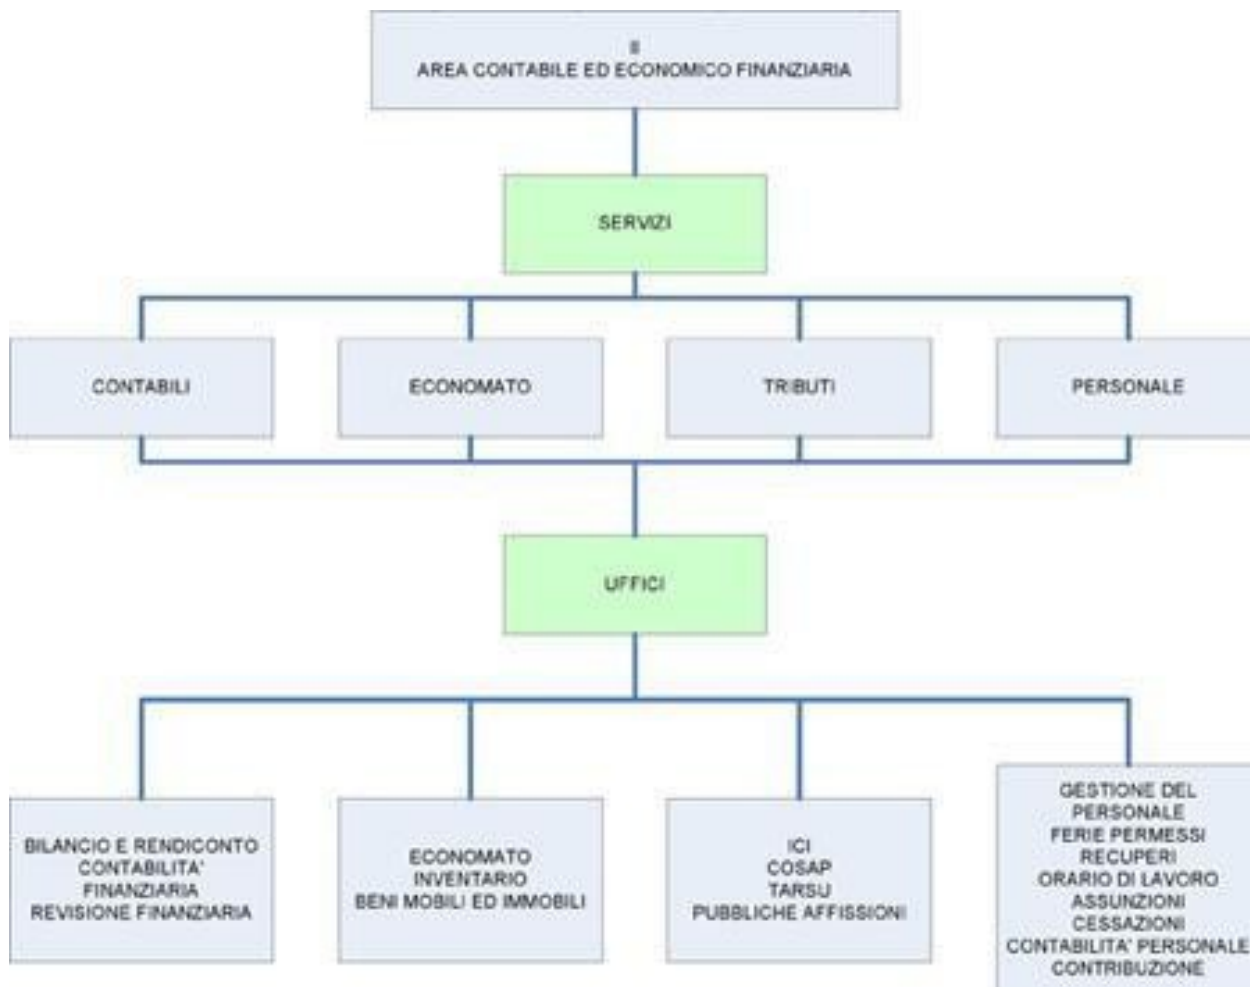 II
AREA CONTABILE ED ECONOMICO FINANZIARIA
SERVIZI
CONTABILI
ECONOMATO
TRIBUTI
PERSONALE
UFFICI
BILANCIO E RENDICONTO
CONTABILITA'
FINANZIARIA
REVISIONE FINANZIARIA
ECONOMATO
INVENTARIO
BENI MOBILI ED IMMOBILI
ICI
COSAP
TARSU
PUBBLICHE AFFISSIONI
GESTIONE DEL
PERSONALE
FERIE PERMESSI
RECUPERI
ORARIO DI LAVORO
ASSUNZIONI
CESSAZIONI
CONTABILITA' PERSONALE
CONTRIBUZIONE